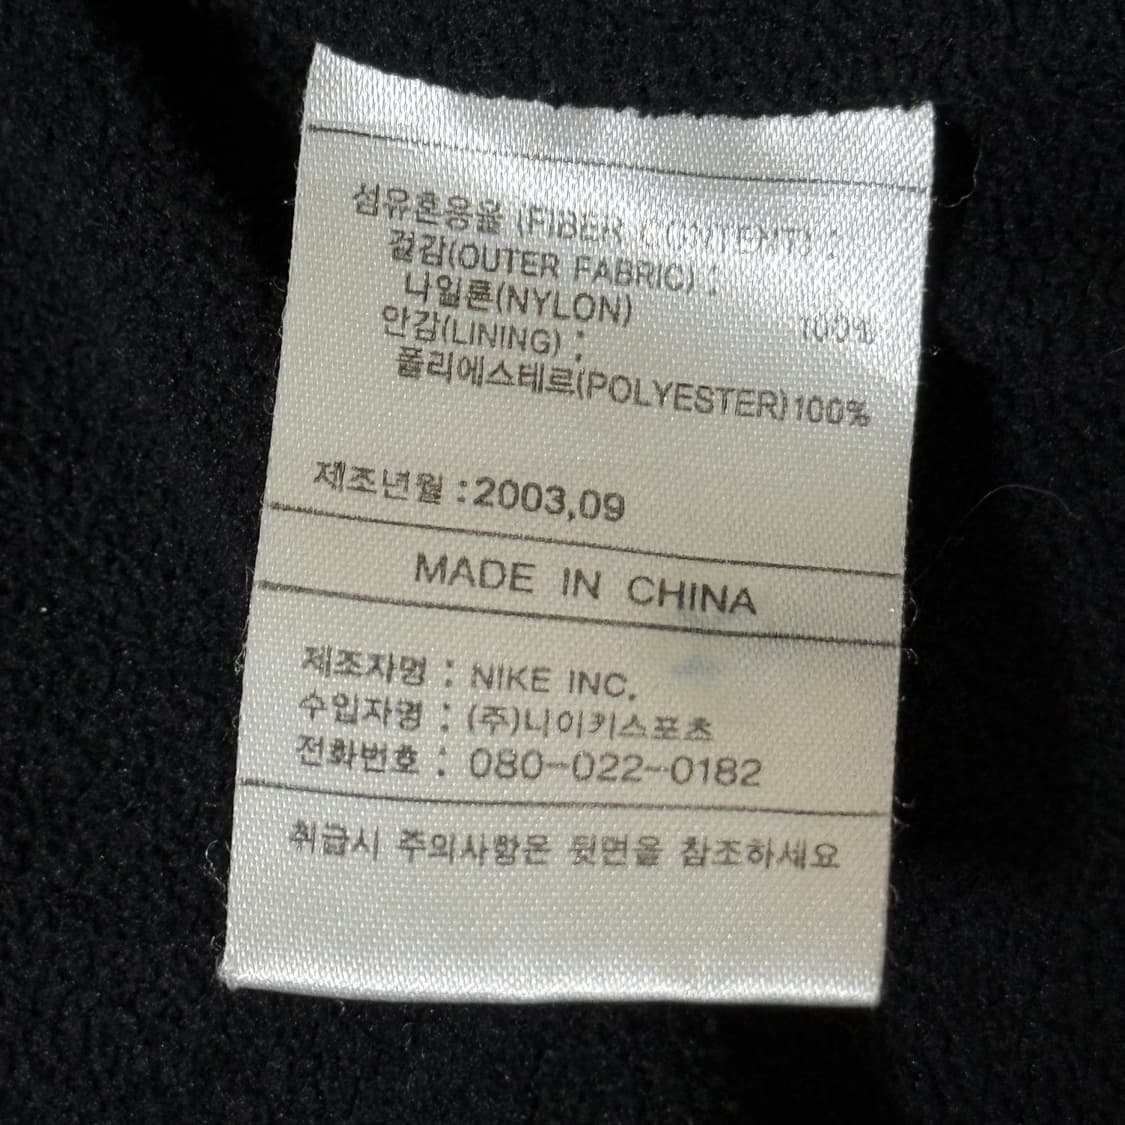 섬유혼용율 (FIBER CONTENT) :
겉감(OUTER FABRIC) :
나일론(NYLON) 100%
안감(LINING) :
폴리에스테르(POLYESTER)100%
제조년월 :2003,09
MADE IN CHINA
제조자명 : NIKE INC.
수입자명 : (주)나이키스포츠
전화번호 : 080-022-0182
취급시 주의사항은 뒷면을 참조하세요